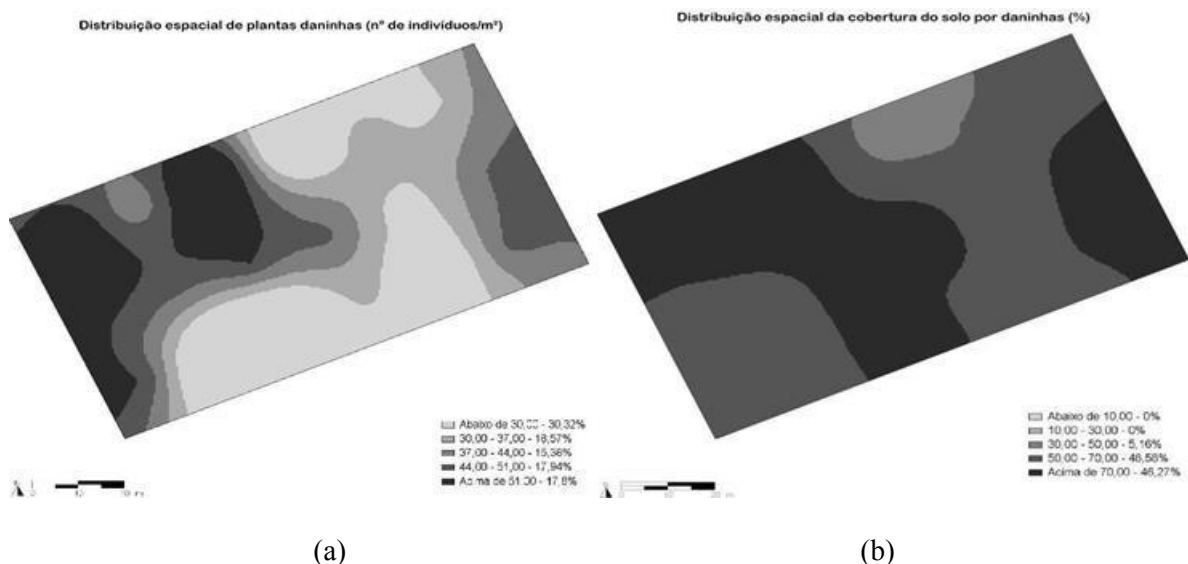 Distribuição espacial de plantas daninhas (nº de indivíduos/m²)
Abaixo de 30,00 - 30,32%
30,00 - 37,00 - 18,57%
37,00 - 44,00 - 15,36%
44,00 - 51,00 - 17,94%
Acima de 51,00 - 17,8%
(a)
Distribuição espacial da cobertura do solo por daninhas (%)
Abaixo de 10,00 - 0%
10,00 - 30,00 - 0%
30,00 - 50,00 - 5,16%
50,00 - 70,00 - 48,58%
Acima de 70,00 - 46,27%
(b)